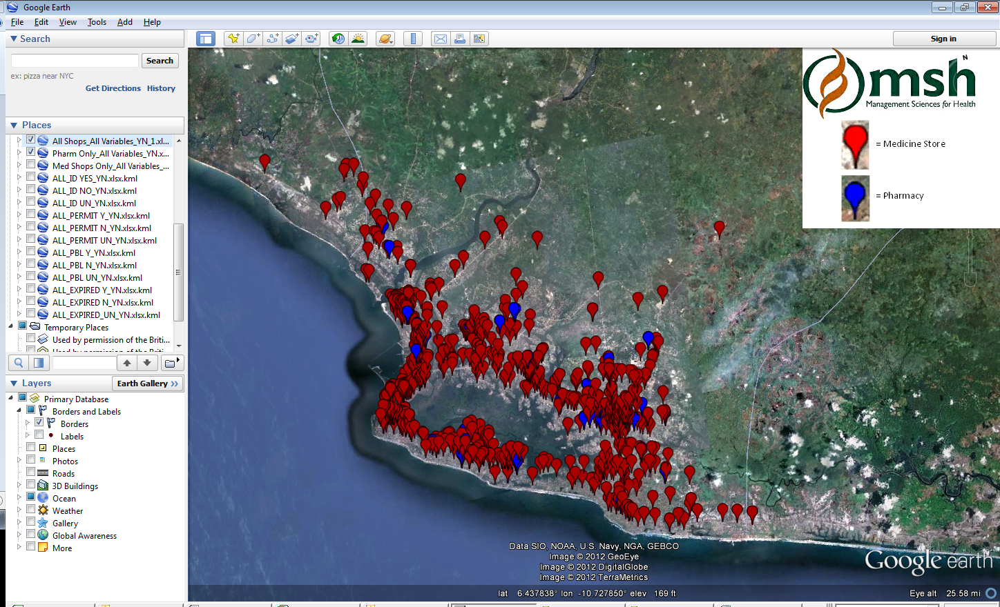 Google Earth
File Edit View Tools Add Help
Search
Search
ex: pizza near NYC
Get Directions History
Places
All Shops_All Variables_YN_1.xl...
Pharm Only_All Variables_YN.x...
Med Shops Only_All Variables_...
ALL_ID YES_YN.xlsx.kml
ALL_ID NO_YN.xlsx.kml
ALL_ID UN_YN.xlsx.kml
ALL_PERMIT Y_YN.xlsx.kml
ALL_PERMIT N_YN.xlsx.kml
ALL_PERMIT UN_YN.xlsx.kml
ALL_PBL Y_YN.xlsx.kml
ALL_PBL N_YN.xlsx.kml
ALL_PBL UN_YN.xlsx.kml
ALL_EXPIRED Y_YN.xlsx.kml
ALL_EXPIRED N_YN.xlsx.kml
ALL_EXPIRED_UN_YN.xlsx.kml
Temporary Places
Used by permission of the Briti...
Used by permission of the Briti...
Layers
Earth Gallery »
Primary Database
Borders and Labels
Borders
Labels
Places
Photos
Roads
3D Buildings
Ocean
Weather
Gallery
Global Awareness
More
Sign in
N
msh
Management Sciences for Health
= Medicine Store
= Pharmacy
Data SIO, NOAA, U.S. Navy, NGA, GEBCO
Image © 2012 GeoEye
Image © 2012 DigitalGlobe
Image © 2012 TerraMetrics
Google earth
lat 6.437838° lon -10.727850° elev 169 ft
Eye alt 25.58 mi